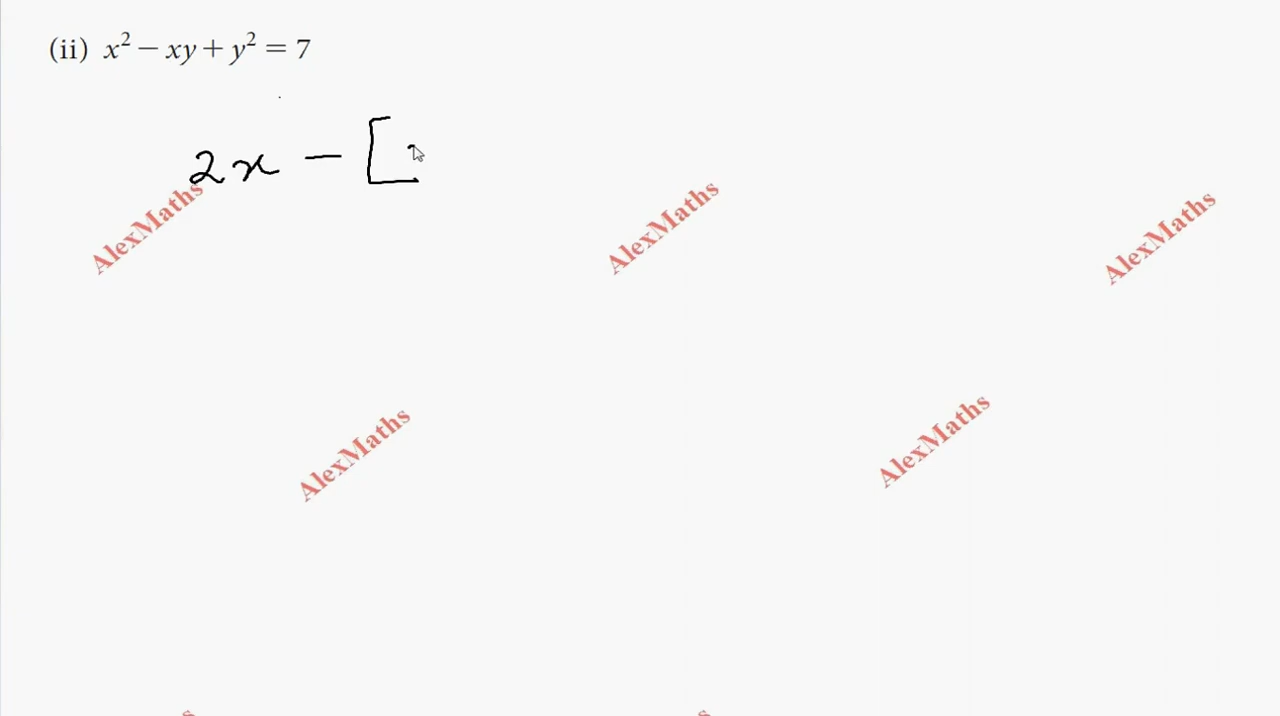 (ii) x² − xy + y² = 7
2x − [
AlexMaths
AlexMaths
AlexMaths
AlexMaths
AlexMaths